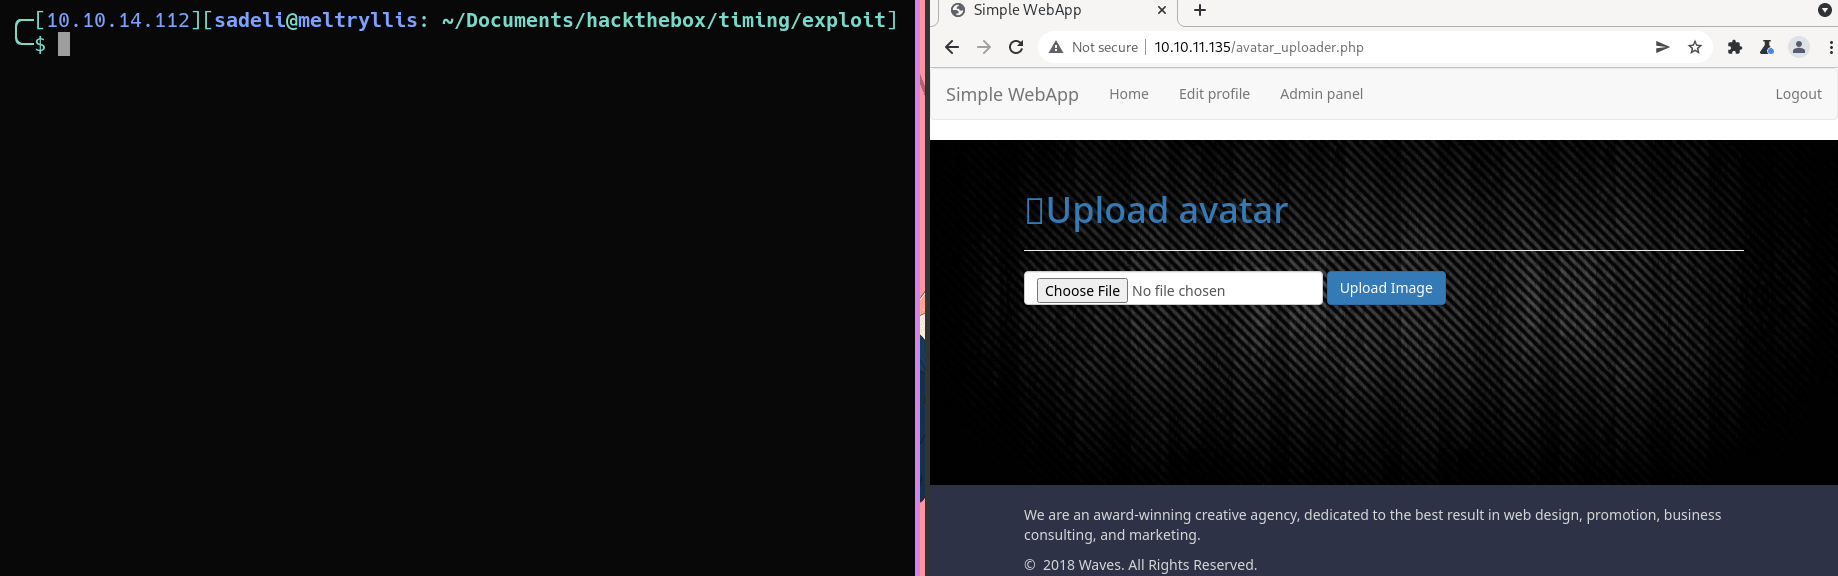 [10.10.14.112][sadeli@meltryllis: ~/Documents/hackthebox/timing/exploit]
$
Simple WebApp
Not secure | 10.10.11.135/avatar_uploader.php
Simple WebApp Home Edit profile Admin panel Logout
Upload avatar
Choose File No file chosen Upload Image
We are an award-winning creative agency, dedicated to the best result in web design, promotion, business
consulting, and marketing.
© 2018 Waves. All Rights Reserved.